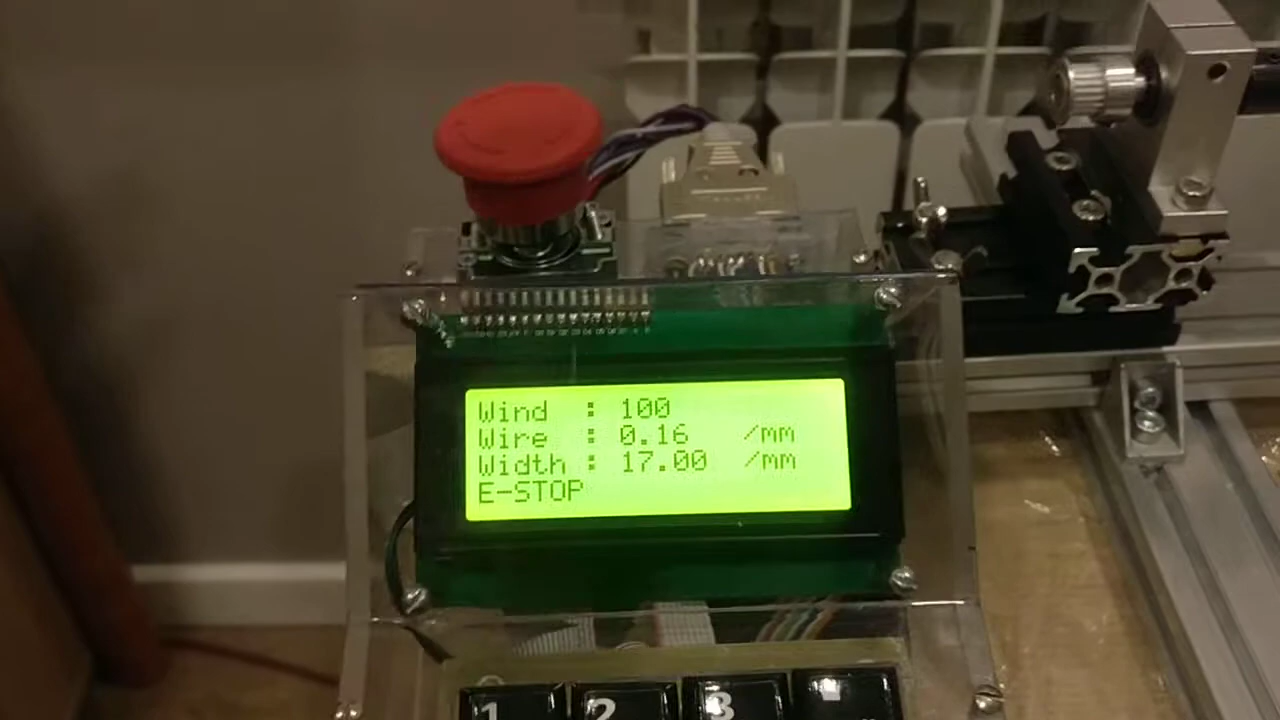 Wind : 100
Wire : 0.16 /mm
Width : 17.00 /mm
E-STOP
1 2 3